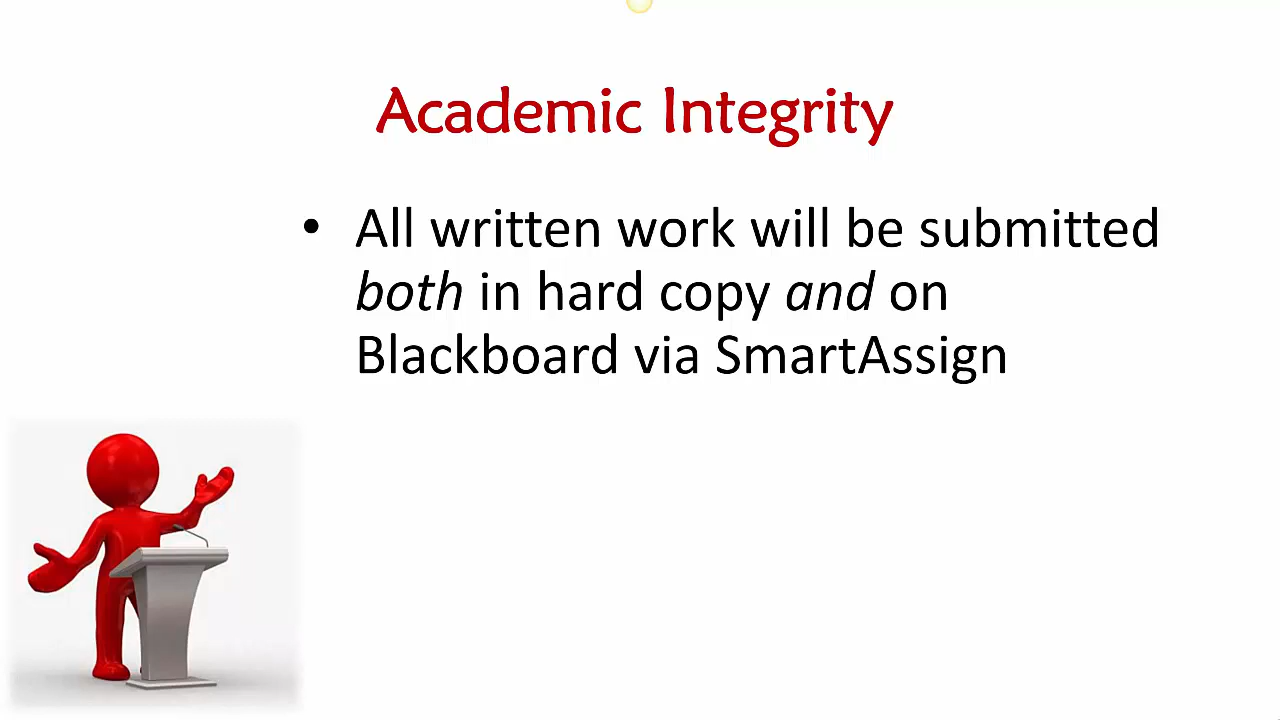 Academic Integrity
• All written work will be submitted
both in hard copy and on
Blackboard via SmartAssign